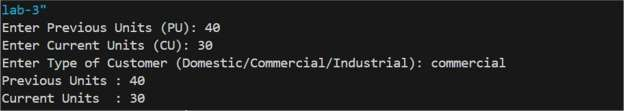 lab-3"
Enter Previous Units (PU): 40
Enter Current Units (CU): 30
Enter Type of Customer (Domestic/Commercial/Industrial): commercial
Previous Units : 40
Current Units  : 30